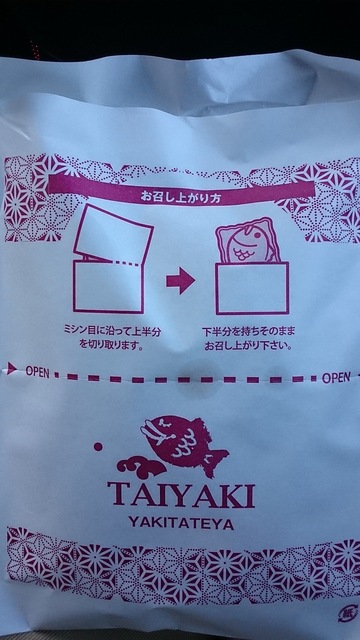 お召し上がり方
ミシン目に沿って上半分
を切り取ります。
下半分を持ちそのまま
お召し上がり下さい。
OPEN
OPEN
TAIYAKI
YAKITATEYA